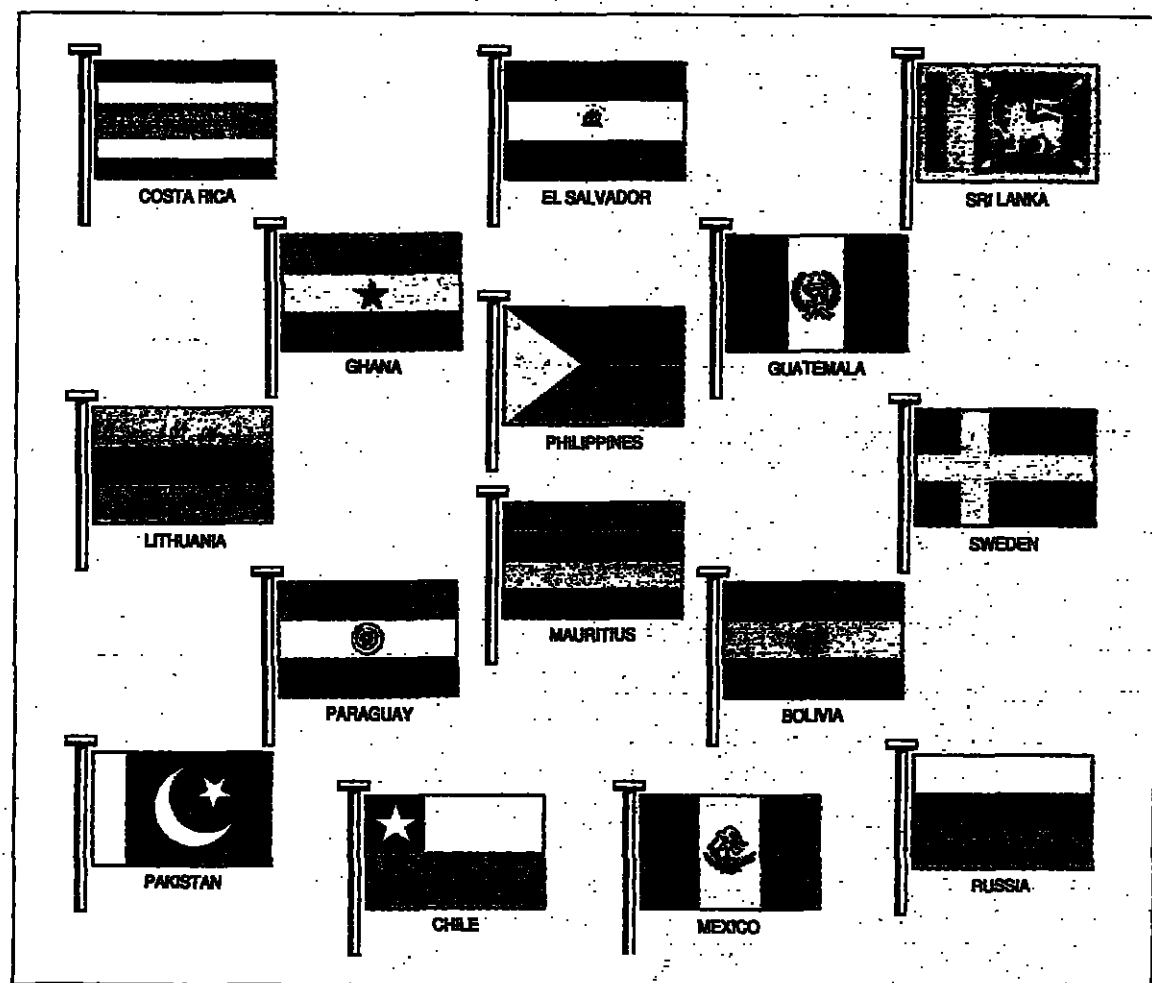 COSTA RICA
EL SALVADOR
SRI LANKA
GHANA
GUATEMALA
PHILIPPINES
LITHUANIA
SWEDEN
MAURITIUS
PARAGUAY
BOLIVIA
PAKISTAN
RUSSIA
CHILE
MEXICO